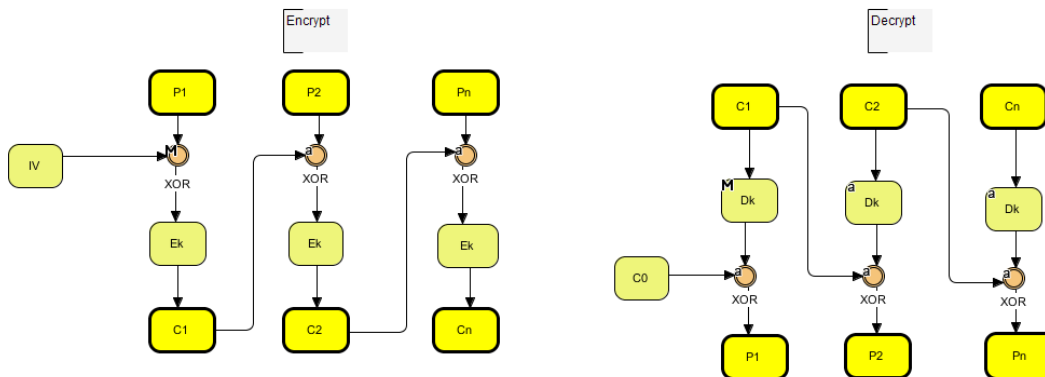 Encrypt
Decrypt
P1
P2
Pn
C1
C2
Cn
IV
M
a
a
XOR
XOR
XOR
M
Dk
a
Dk
a
Dk
Ek
Ek
Ek
C0
a
a
a
XOR
XOR
XOR
C1
C2
Cn
P1
P2
Pn